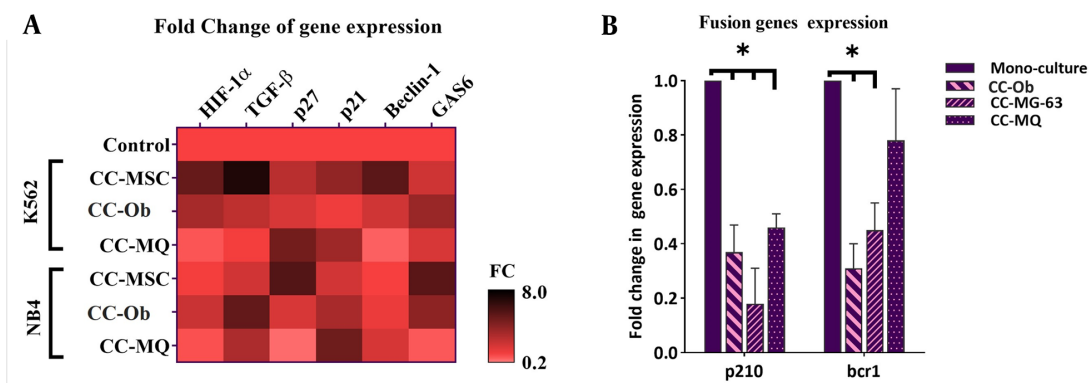 A
Fold Change of gene expression
HIF-1α
TGF-β
p27
p21
Beclin-1
GAS6
Control
K562
CC-MSC
CC-Ob
CC-MQ
NB4
CC-MSC
CC-Ob
CC-MQ
FC
8.0
0.2
B
Fusion genes expression
*
*
Fold change in gene expression
1.0
0.8
0.6
0.4
0.2
0.0
p210
bcr1
Mono-culture
CC-Ob
CC-MG-63
CC-MQ